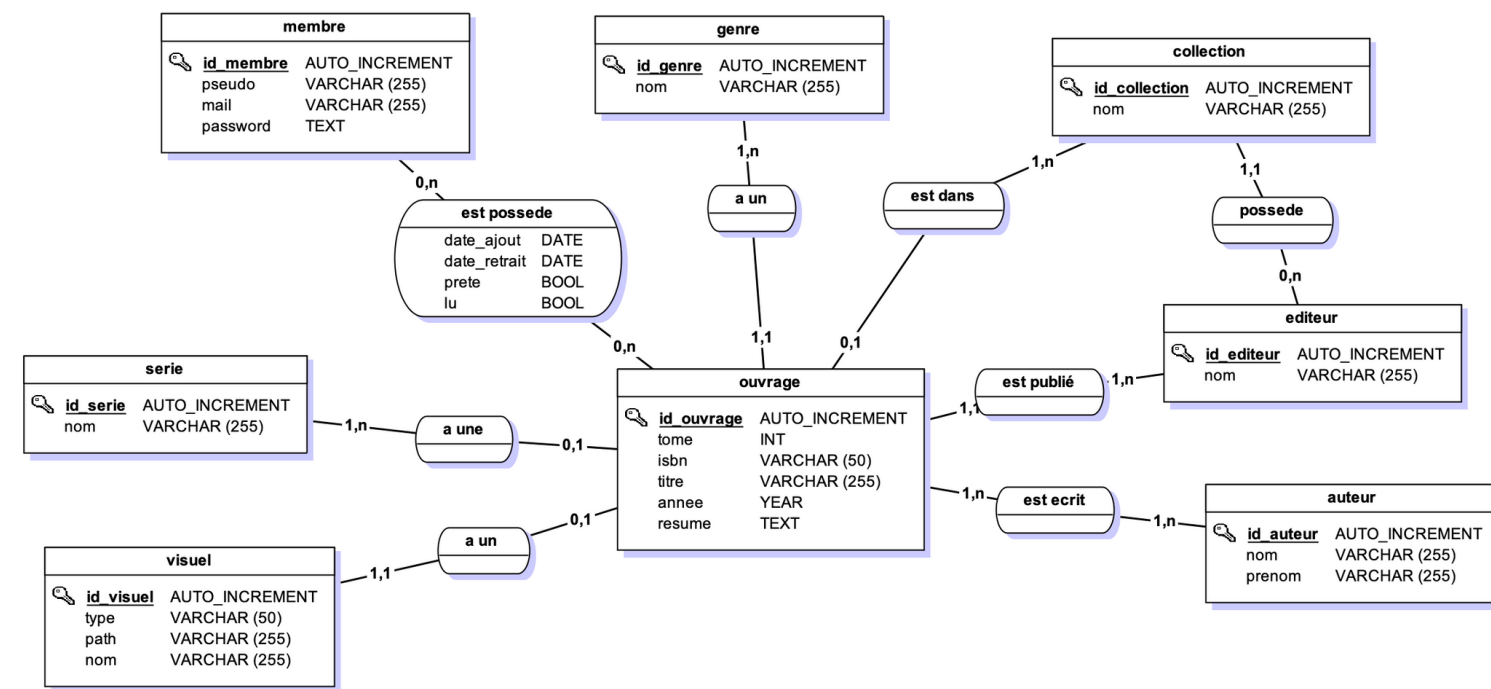 membre
id_membre AUTO_INCREMENT
pseudo VARCHAR (255)
mail VARCHAR (255)
password TEXT
genre
id_genre AUTO_INCREMENT
nom VARCHAR (255)
collection
id_collection AUTO_INCREMENT
nom VARCHAR (255)
0,n
1,n
1,n
1,1
est possede
date_ajout DATE
date_retrait DATE
prete BOOL
lu BOOL
a un
est dans
possede
0,n
1,1
0,1
0,n
editeur
id_editeur AUTO_INCREMENT
nom VARCHAR (255)
serie
id_serie AUTO_INCREMENT
nom VARCHAR (255)
1,n
a une
0,1
ouvrage
id_ouvrage AUTO_INCREMENT
tome INT
isbn VARCHAR (50)
titre VARCHAR (255)
annee YEAR
resume TEXT
1,1
est publié
1,n
1,n
est ecrit
1,n
auteur
id_auteur AUTO_INCREMENT
nom VARCHAR (255)
prenom VARCHAR (255)
0,1
a un
1,1
visuel
id_visuel AUTO_INCREMENT
type VARCHAR (50)
path VARCHAR (255)
nom VARCHAR (255)